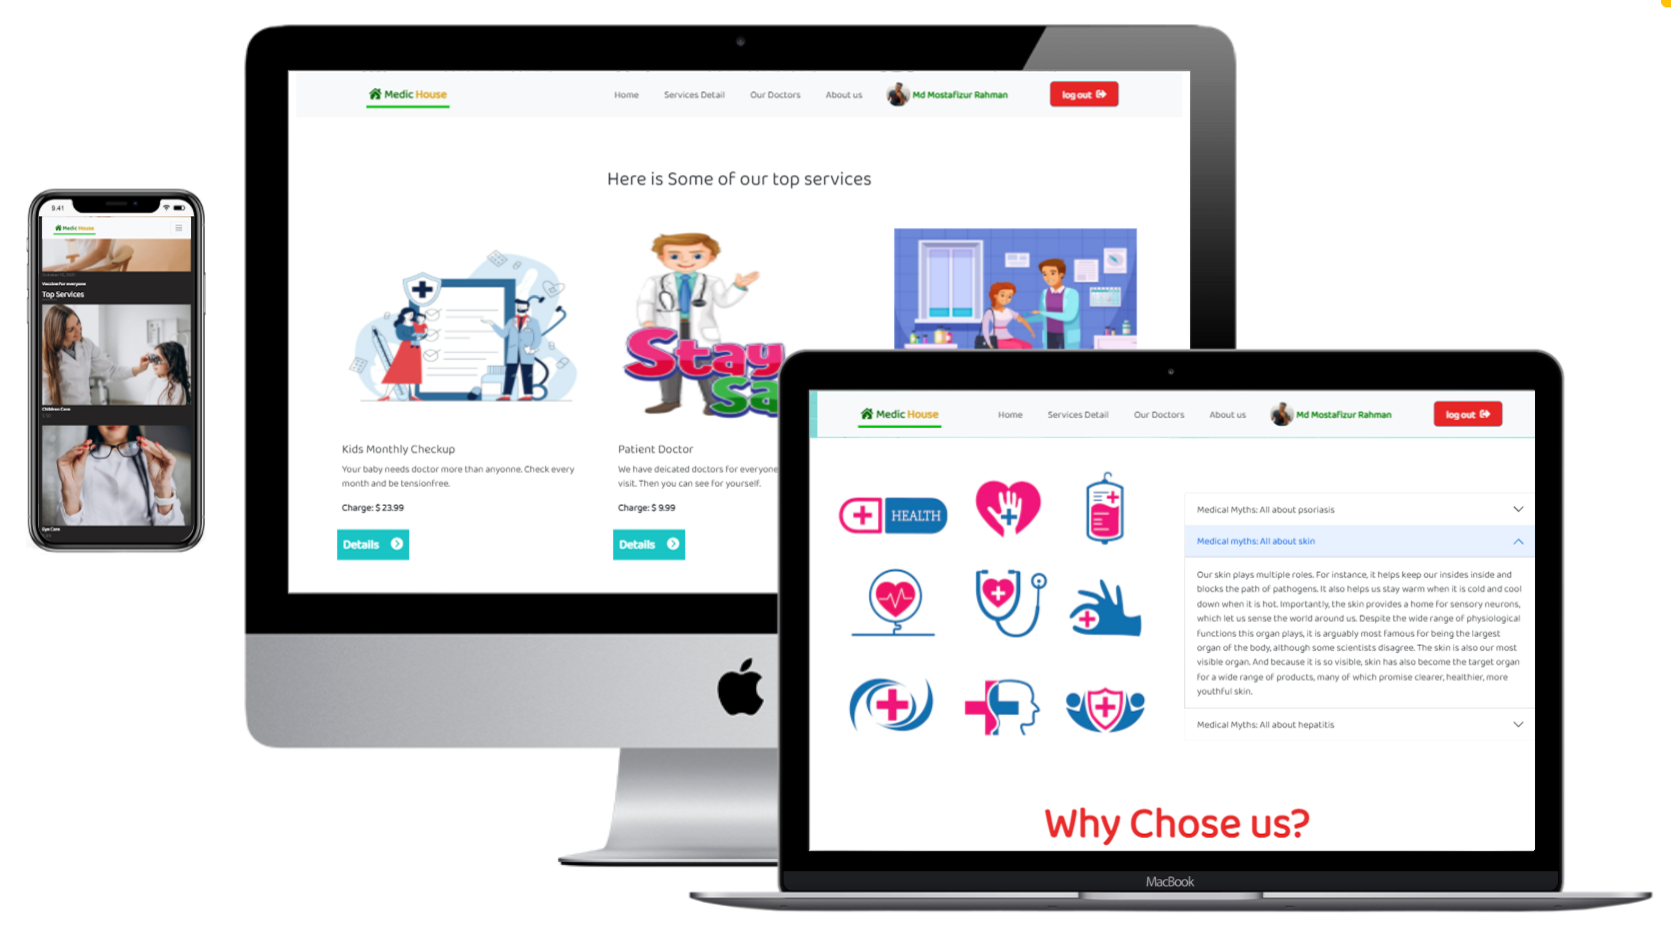 9.41
Medic House
October 13, 2021
Vaccine for everyone
Top Services
Children Care
Eye Care
Medic House
Home
Services Detail
Our Doctors
About us
Md Mostafizur Rahman
log out
Here is Some of our top services
Stay
Sa
Kids Monthly Checkup
Your baby needs doctor more than anyonne. Check every
month and be tensionfree.
Charge: $ 23.99
Details
Patient Doctor
We have deicated doctors for everyone
visit. Then you can see for yourself.
Charge: $ 9.99
Details
Medic House
Home
Services Detail
Our Doctors
About us
Md Mostafizur Rahman
log out
HEALTH
Medical Myths: All about psoriasis
Medical myths: All about skin
Our skin plays multiple roles. For instance, it helps keep our insides inside and
blocks the path of pathogens. It also helps us stay warm when it is cold and cool
down when it is hot. Importantly, the skin provides a home for sensory neurons,
which let us sense the world around us. Despite the wide range of physiological
functions this organ plays, it is arguably most famous for being the largest
organ of the body, although some scientists disagree. The skin is also our most
visible organ. And because it is so visible, skin has also become the target organ
for a wide range of products, many of which promise clearer, healthier, more
youthful skin.
Medical Myths: All about hepatitis
Why Chose us?
MacBook